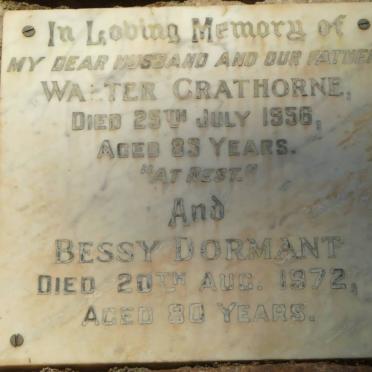 In Loving Memory of
MY DEAR HUSBAND AND OUR FATHER
WALTER CRATHORNE,
DIED 25TH JULY 1956,
AGED 83 YEARS.
"AT REST."
And
BESSY DORMANT
DIED 20TH AUG. 1972,
AGED 80 YEARS.